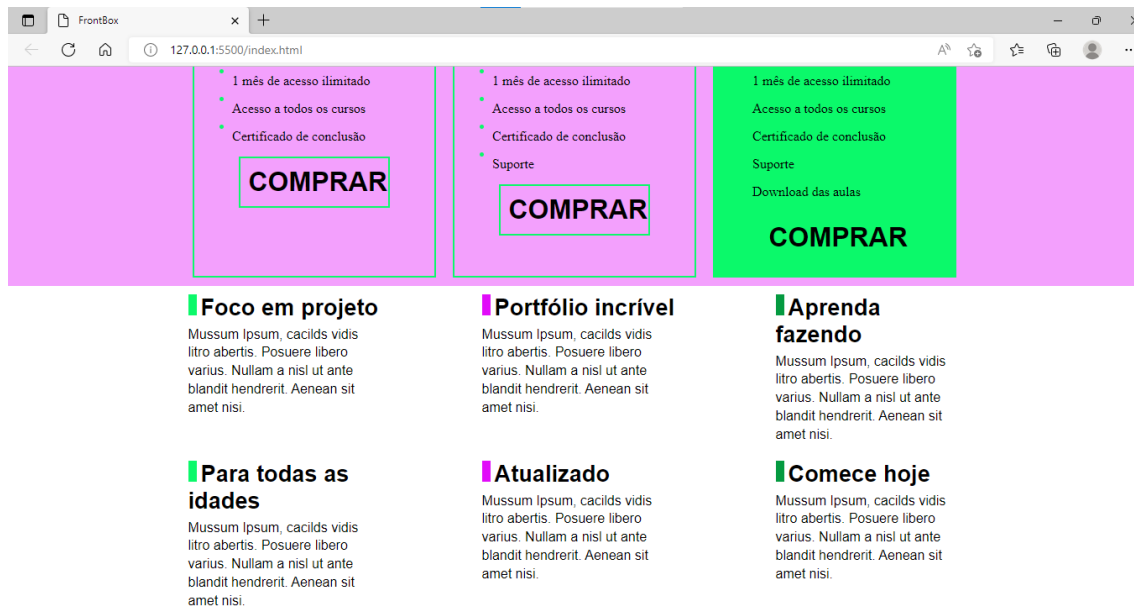 FrontBox
127.0.0.1:5500/index.html
1 mês de acesso ilimitado
Acesso a todos os cursos
Certificado de conclusão
COMPRAR
1 mês de acesso ilimitado
Acesso a todos os cursos
Certificado de conclusão
Suporte
COMPRAR
1 mês de acesso ilimitado
Acesso a todos os cursos
Certificado de conclusão
Suporte
Download das aulas
COMPRAR
Foco em projeto
Mussum Ipsum, cacilds vidis
litro abertis. Posuere libero
varius. Nullam a nisl ut ante
blandit hendrerit. Aenean sit
amet nisi.
Portfólio incrível
Mussum Ipsum, cacilds vidis
litro abertis. Posuere libero
varius. Nullam a nisl ut ante
blandit hendrerit. Aenean sit
amet nisi.
Aprenda
fazendo
Mussum Ipsum, cacilds vidis
litro abertis. Posuere libero
varius. Nullam a nisl ut ante
blandit hendrerit. Aenean sit
amet nisi.
Para todas as
idades
Mussum Ipsum, cacilds vidis
litro abertis. Posuere libero
varius. Nullam a nisl ut ante
blandit hendrerit. Aenean sit
amet nisi.
Atualizado
Mussum Ipsum, cacilds vidis
litro abertis. Posuere libero
varius. Nullam a nisl ut ante
blandit hendrerit. Aenean sit
amet nisi.
Comece hoje
Mussum Ipsum, cacilds vidis
litro abertis. Posuere libero
varius. Nullam a nisl ut ante
blandit hendrerit. Aenean sit
amet nisi.